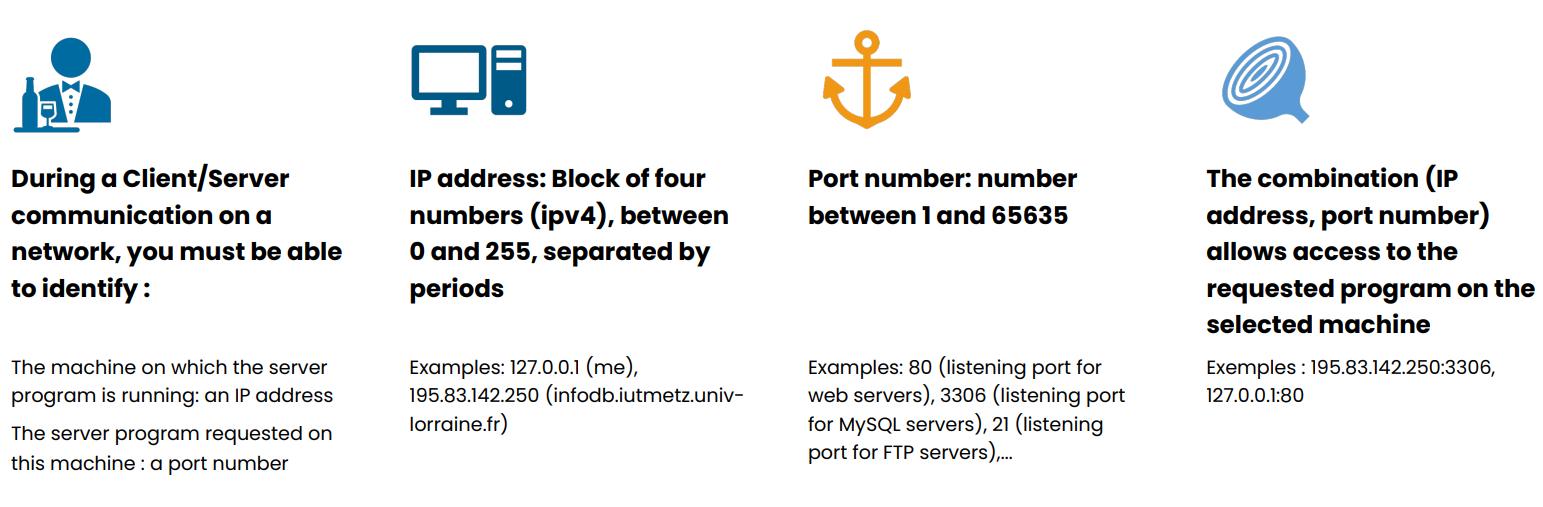 During a Client/Server
communication on a
network, you must be able
to identify :
The machine on which the server
program is running: an IP address
The server program requested on
this machine : a port number
IP address: Block of four
numbers (ipv4), between
0 and 255, separated by
periods
Examples: 127.0.0.1 (me),
195.83.142.250 (infodb.iutmetz.univ-
lorraine.fr)
Port number: number
between 1 and 65635
Examples: 80 (listening port for
web servers), 3306 (listening port
for MySQL servers), 21 (listening
port for FTP servers),...
The combination (IP
address, port number)
allows access to the
requested program on the
selected machine
Exemples : 195.83.142.250:3306,
127.0.0.1:80